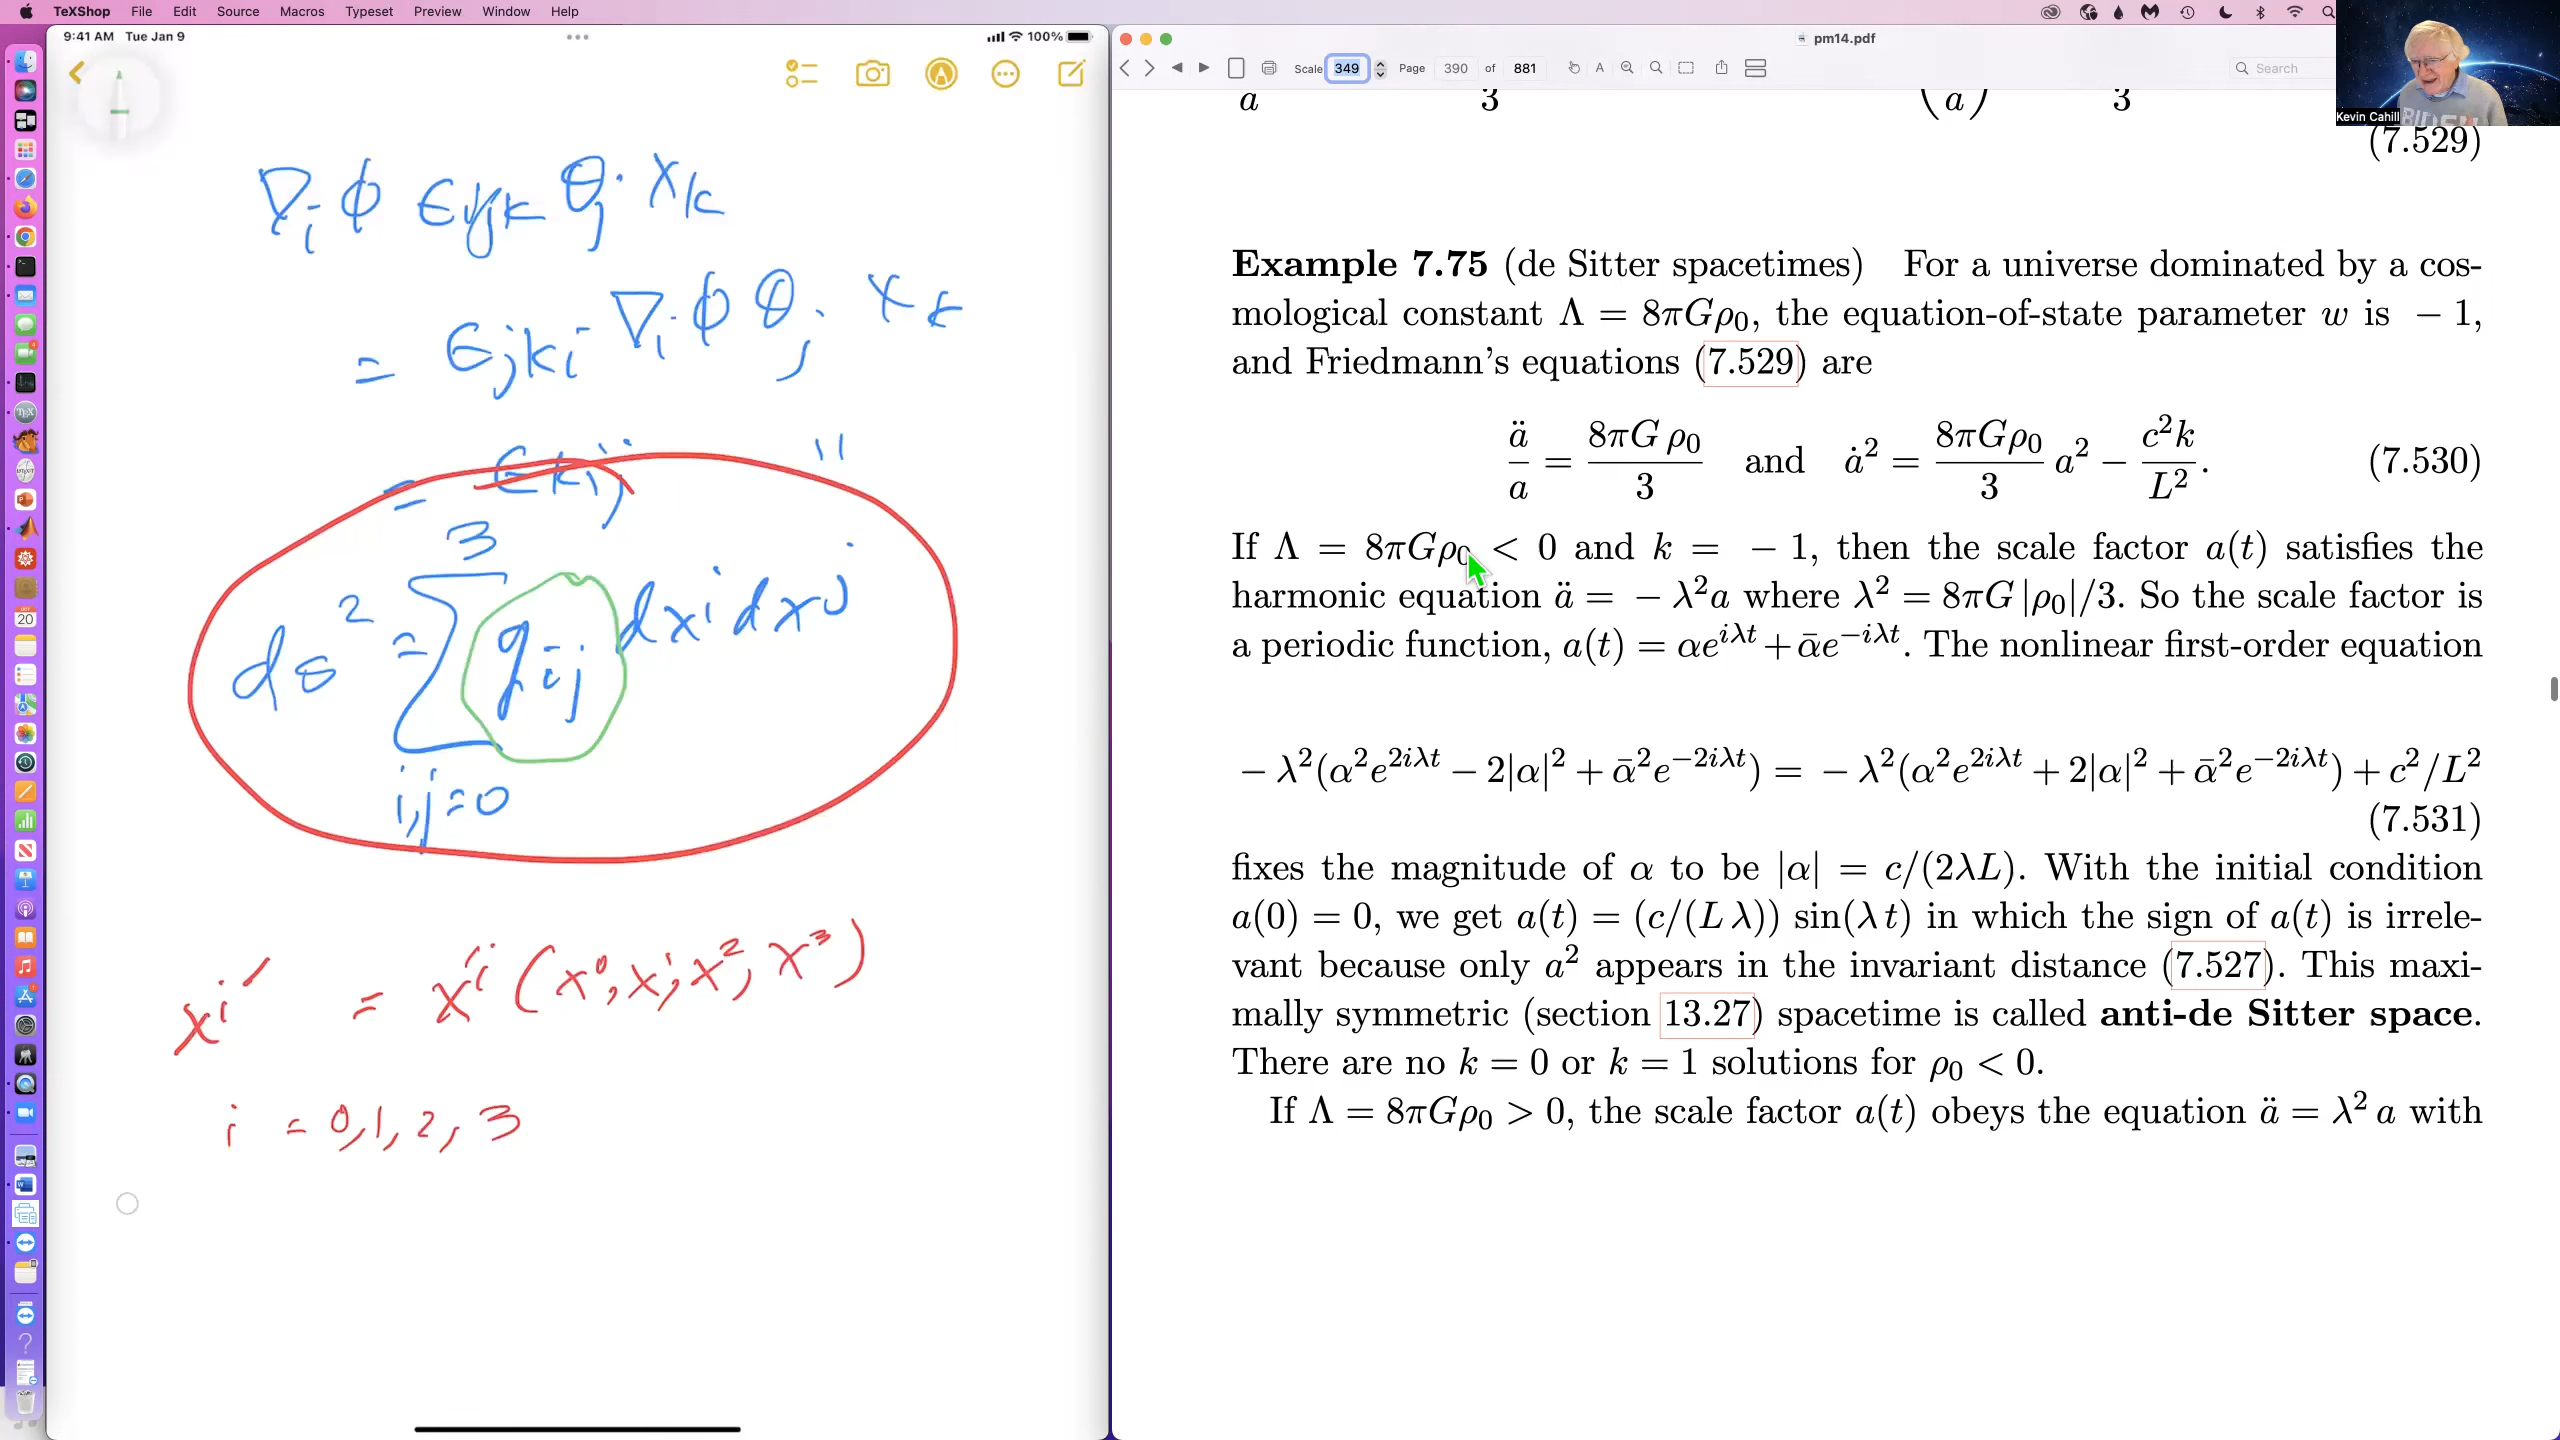 TeXShop File Edit Source Macros Typeset Preview Window Help
9:41 AM Tue Jan 9
100%
∇ᵢ ϕ ϵᵢⱼₖ θⱼ xₖ
= ϵⱼₖᵢ ∇ᵢ ϕ θⱼ xₖ
= ϵₖᵢⱼ "
ds² = ∑³ᵢ,ⱼ₌₀ gᵢⱼ dxⁱ dxʲ
xⁱ′ = x′ⁱ (x⁰, x¹, x², x³)
i = 0, 1, 2, 3
pm14.pdf
Scale 349 Page 390 of 881
Search
Kevin Cahill
a 3 (a) 3
(7.529)
Example 7.75 (de Sitter spacetimes) For a universe dominated by a cos-
mological constant Λ = 8πGρ₀, the equation-of-state parameter w is − 1,
and Friedmann’s equations (7.529) are
ä/a = 8πG ρ₀/3 and ȧ² = 8πGρ₀/3 a² − c²k/L². (7.530)
If Λ = 8πGρ₀ < 0 and k = − 1, then the scale factor a(t) satisfies the
harmonic equation ä = − λ²a where λ² = 8πG |ρ₀|/3. So the scale factor is
a periodic function, a(t) = αe^{iλt} + ᾱe^{−iλt}. The nonlinear first-order equation
− λ²(α²e^{2iλt} − 2|α|² + ᾱ²e^{−2iλt}) = − λ²(α²e^{2iλt} + 2|α|² + ᾱ²e^{−2iλt}) + c²/L²
(7.531)
fixes the magnitude of α to be |α| = c/(2λL). With the initial condition
a(0) = 0, we get a(t) = (c/(L λ)) sin(λ t) in which the sign of a(t) is irrele-
vant because only a² appears in the invariant distance (7.527). This maxi-
mally symmetric (section 13.27) spacetime is called anti-de Sitter space.
There are no k = 0 or k = 1 solutions for ρ₀ < 0.
If Λ = 8πGρ₀ > 0, the scale factor a(t) obeys the equation ä = λ² a with